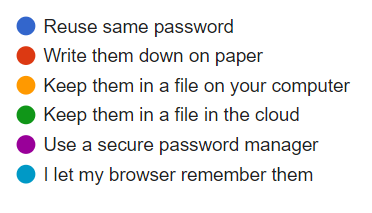 Reuse same password
Write them down on paper
Keep them in a file on your computer
Keep them in a file in the cloud
Use a secure password manager
I let my browser remember them